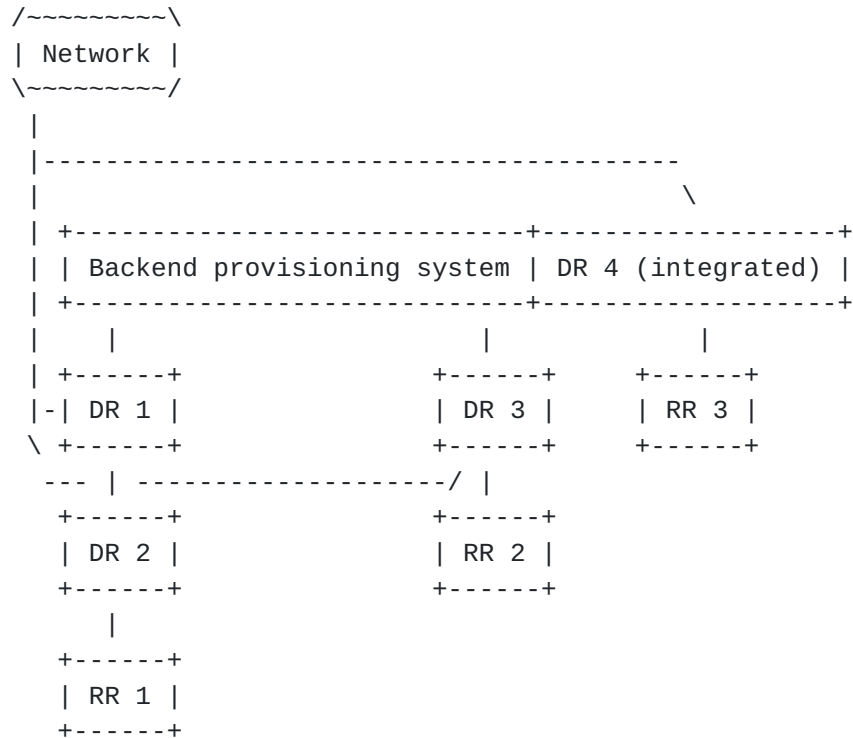 Network
Backend provisioning system DR 4 (integrated)
DR 1 DR 3 RR 3
DR 2 RR 2
RR 1